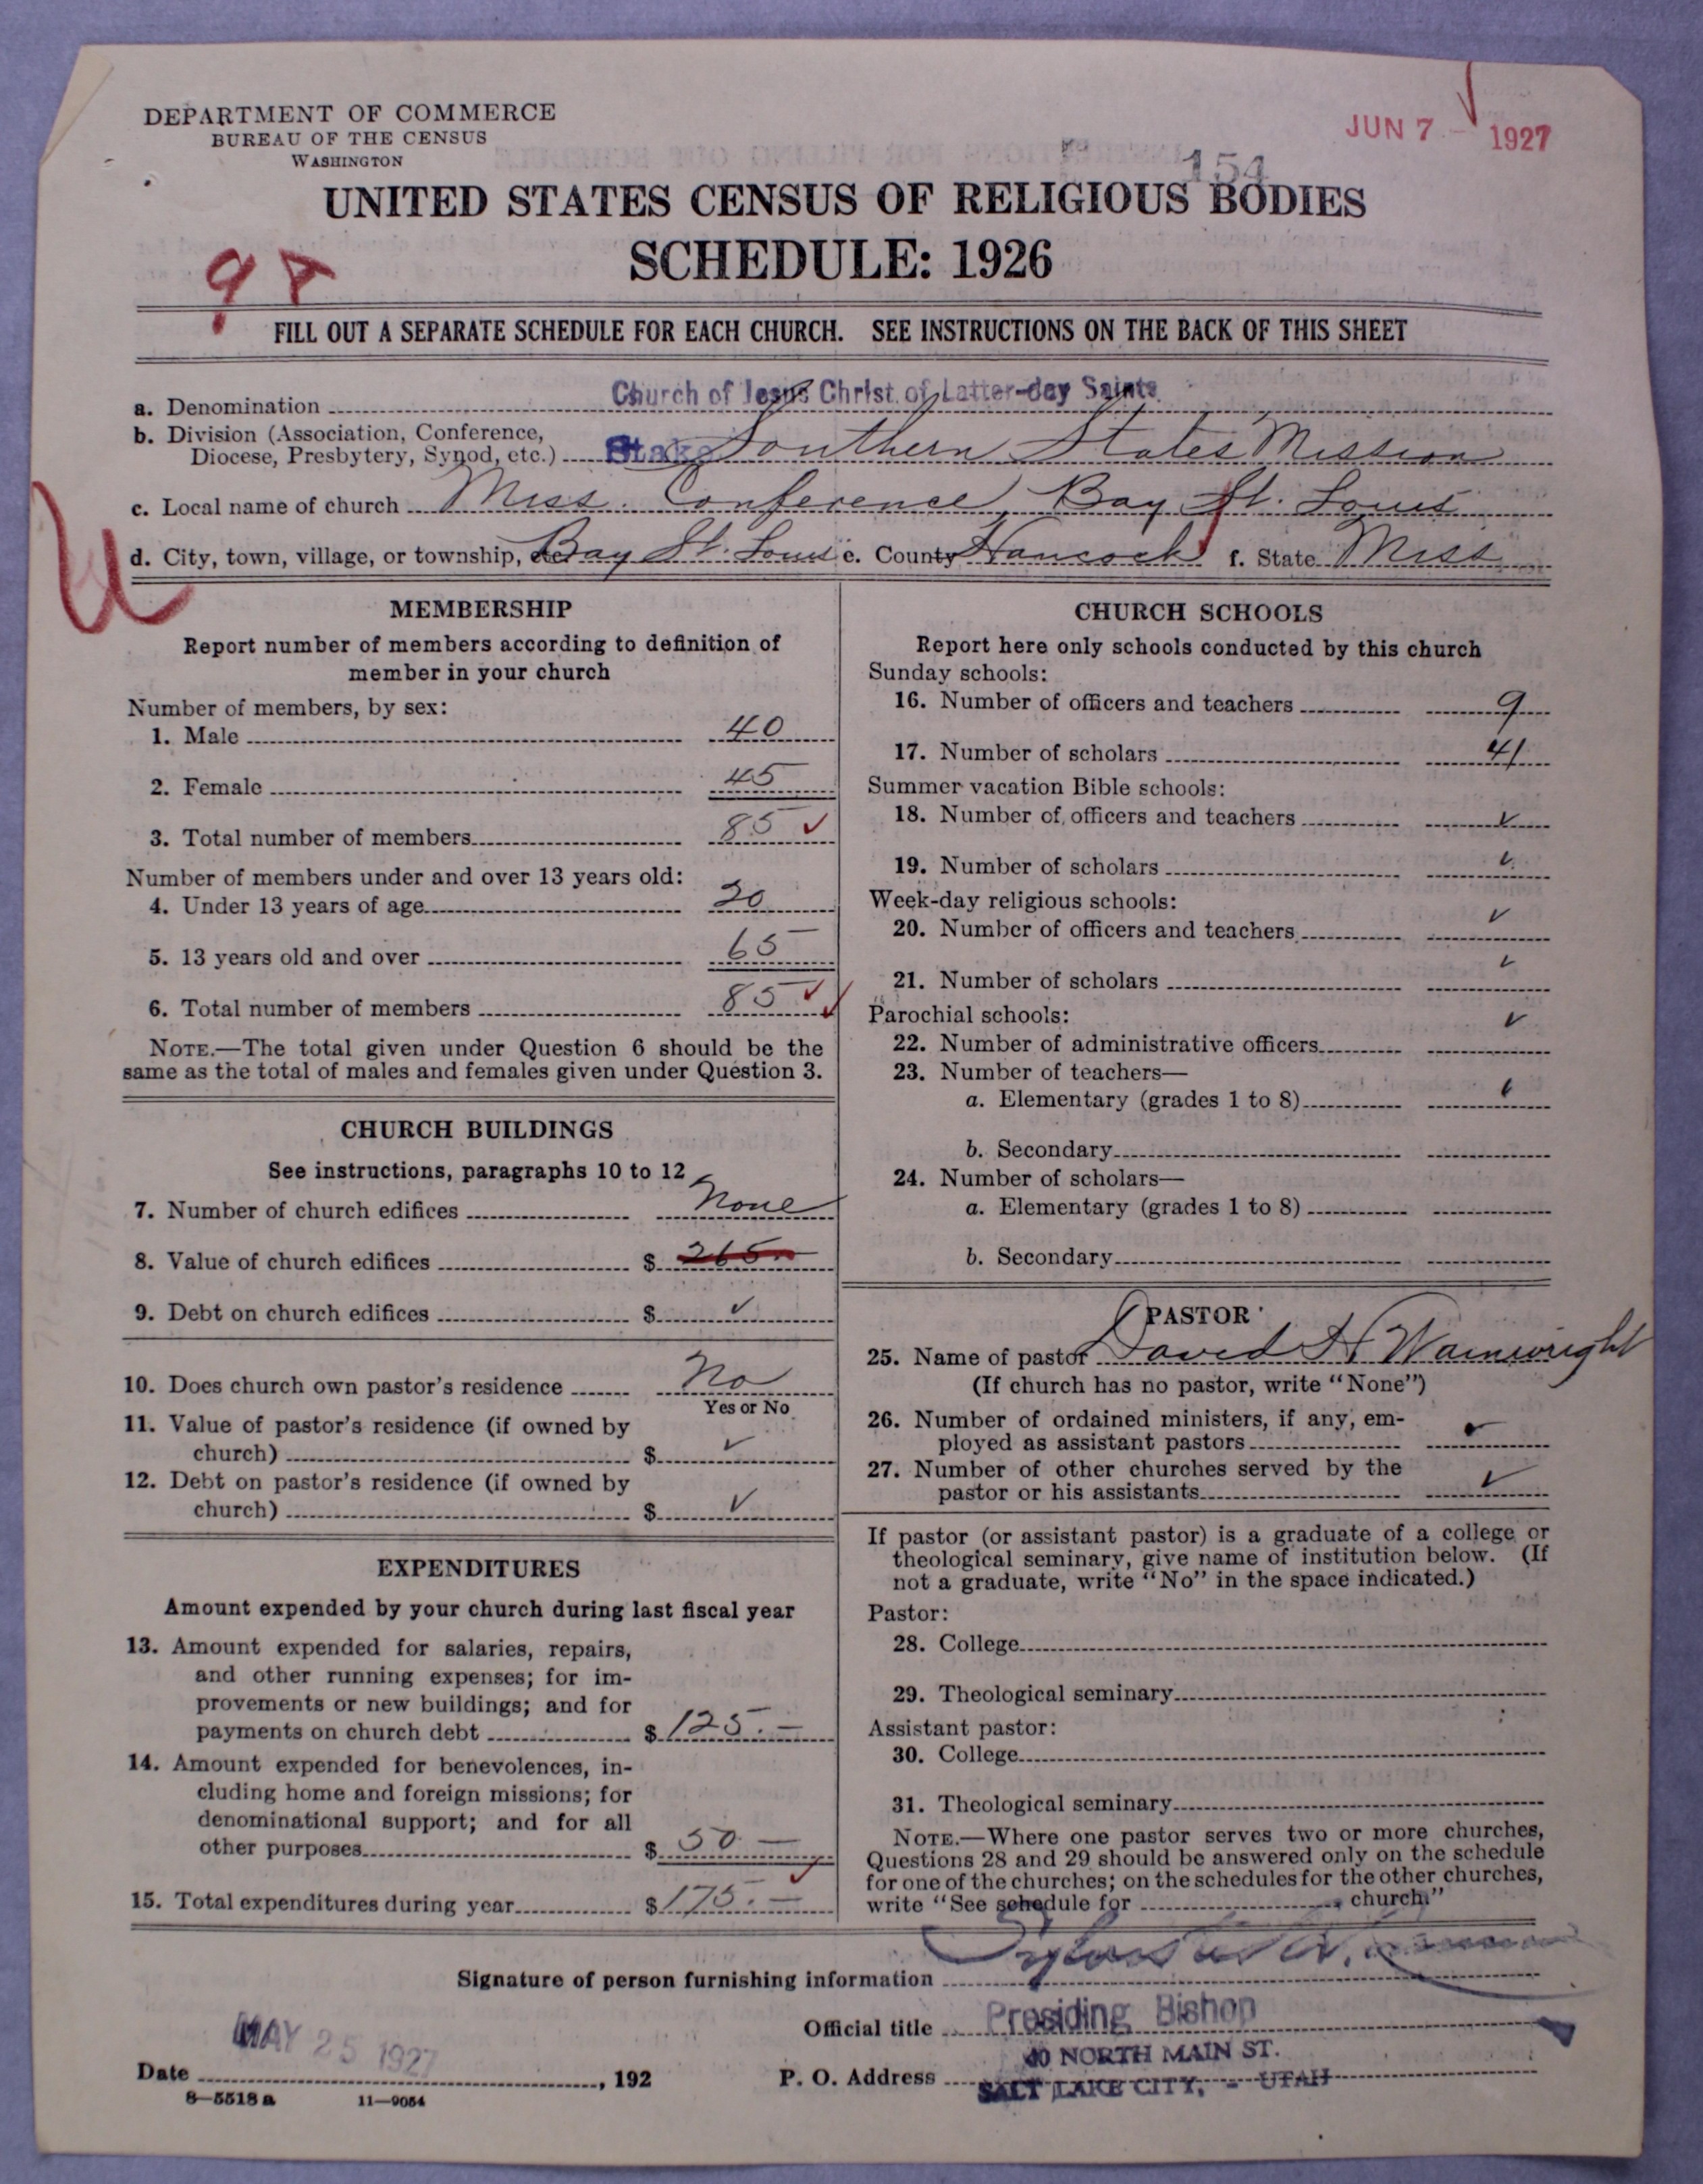 DEPARTMENT OF COMMERCE
BUREAU OF THE CENSUS
WASHINGTON
JUN 7 1927
154
UNITED STATES CENSUS OF RELIGIOUS BODIES
SCHEDULE: 1926
9 A
FILL OUT A SEPARATE SCHEDULE FOR EACH CHURCH. SEE INSTRUCTIONS ON THE BACK OF THIS SHEET
a. Denomination Church of Jesus Christ of Latter-day Saints
b. Division (Association, Conference,
Diocese, Presbytery, Synod, etc.) Stake Southern States Mission
c. Local name of church Miss. Conference, Bay St. Louis
d. City, town, village, or township, etc. Bay St. Louis e. County Hancock f. State Miss
MEMBERSHIP
Report number of members according to definition of
member in your church
Number of members, by sex:
1. Male 40
2. Female 45
3. Total number of members 85 ✓
Number of members under and over 13 years old:
4. Under 13 years of age 20
5. 13 years old and over 65
6. Total number of members 85 ✓ ✓
NOTE.—The total given under Question 6 should be the
same as the total of males and females given under Question 3.
CHURCH BUILDINGS
See instructions, paragraphs 10 to 12
7. Number of church edifices None
8. Value of church edifices $
9. Debt on church edifices $ ✓
10. Does church own pastor's residence No
Yes or No
11. Value of pastor's residence (if owned by
church) $ ✓
12. Debt on pastor's residence (if owned by
church) $ ✓
EXPENDITURES
Amount expended by your church during last fiscal year
13. Amount expended for salaries, repairs,
and other running expenses; for im-
provements or new buildings; and for
payments on church debt $ 125.—
14. Amount expended for benevolences, in-
cluding home and foreign missions; for
denominational support; and for all
other purposes $ 50 —
15. Total expenditures during year $ 175.— ✓
CHURCH SCHOOLS
Report here only schools conducted by this church
Sunday schools:
16. Number of officers and teachers 9
17. Number of scholars 41
Summer vacation Bible schools:
18. Number of officers and teachers ✓
19. Number of scholars ✓
Week-day religious schools:
20. Number of officers and teachers ✓
21. Number of scholars ✓
Parochial schools:
22. Number of administrative officers ✓
23. Number of teachers—
a. Elementary (grades 1 to 8) ✓
b. Secondary
24. Number of scholars—
a. Elementary (grades 1 to 8)
b. Secondary
PASTOR
25. Name of pastor David H Wainwright
(If church has no pastor, write "None")
26. Number of ordained ministers, if any, em-
ployed as assistant pastors ✓
27. Number of other churches served by the
pastor or his assistants ✓
If pastor (or assistant pastor) is a graduate of a college or
theological seminary, give name of institution below. (If
not a graduate, write "No" in the space indicated.)
Pastor:
28. College
29. Theological seminary
Assistant pastor:
30. College
31. Theological seminary
NOTE.—Where one pastor serves two or more churches,
Questions 28 and 29 should be answered only on the schedule
for one of the churches; on the schedules for the other churches,
write "See schedule for church."
Signature of person furnishing information
Official title Presiding Bishop
Date MAY 25 1927, 192
P. O. Address 40 NORTH MAIN ST.
SALT LAKE CITY, - UTAH
8—5518 a 11—9054